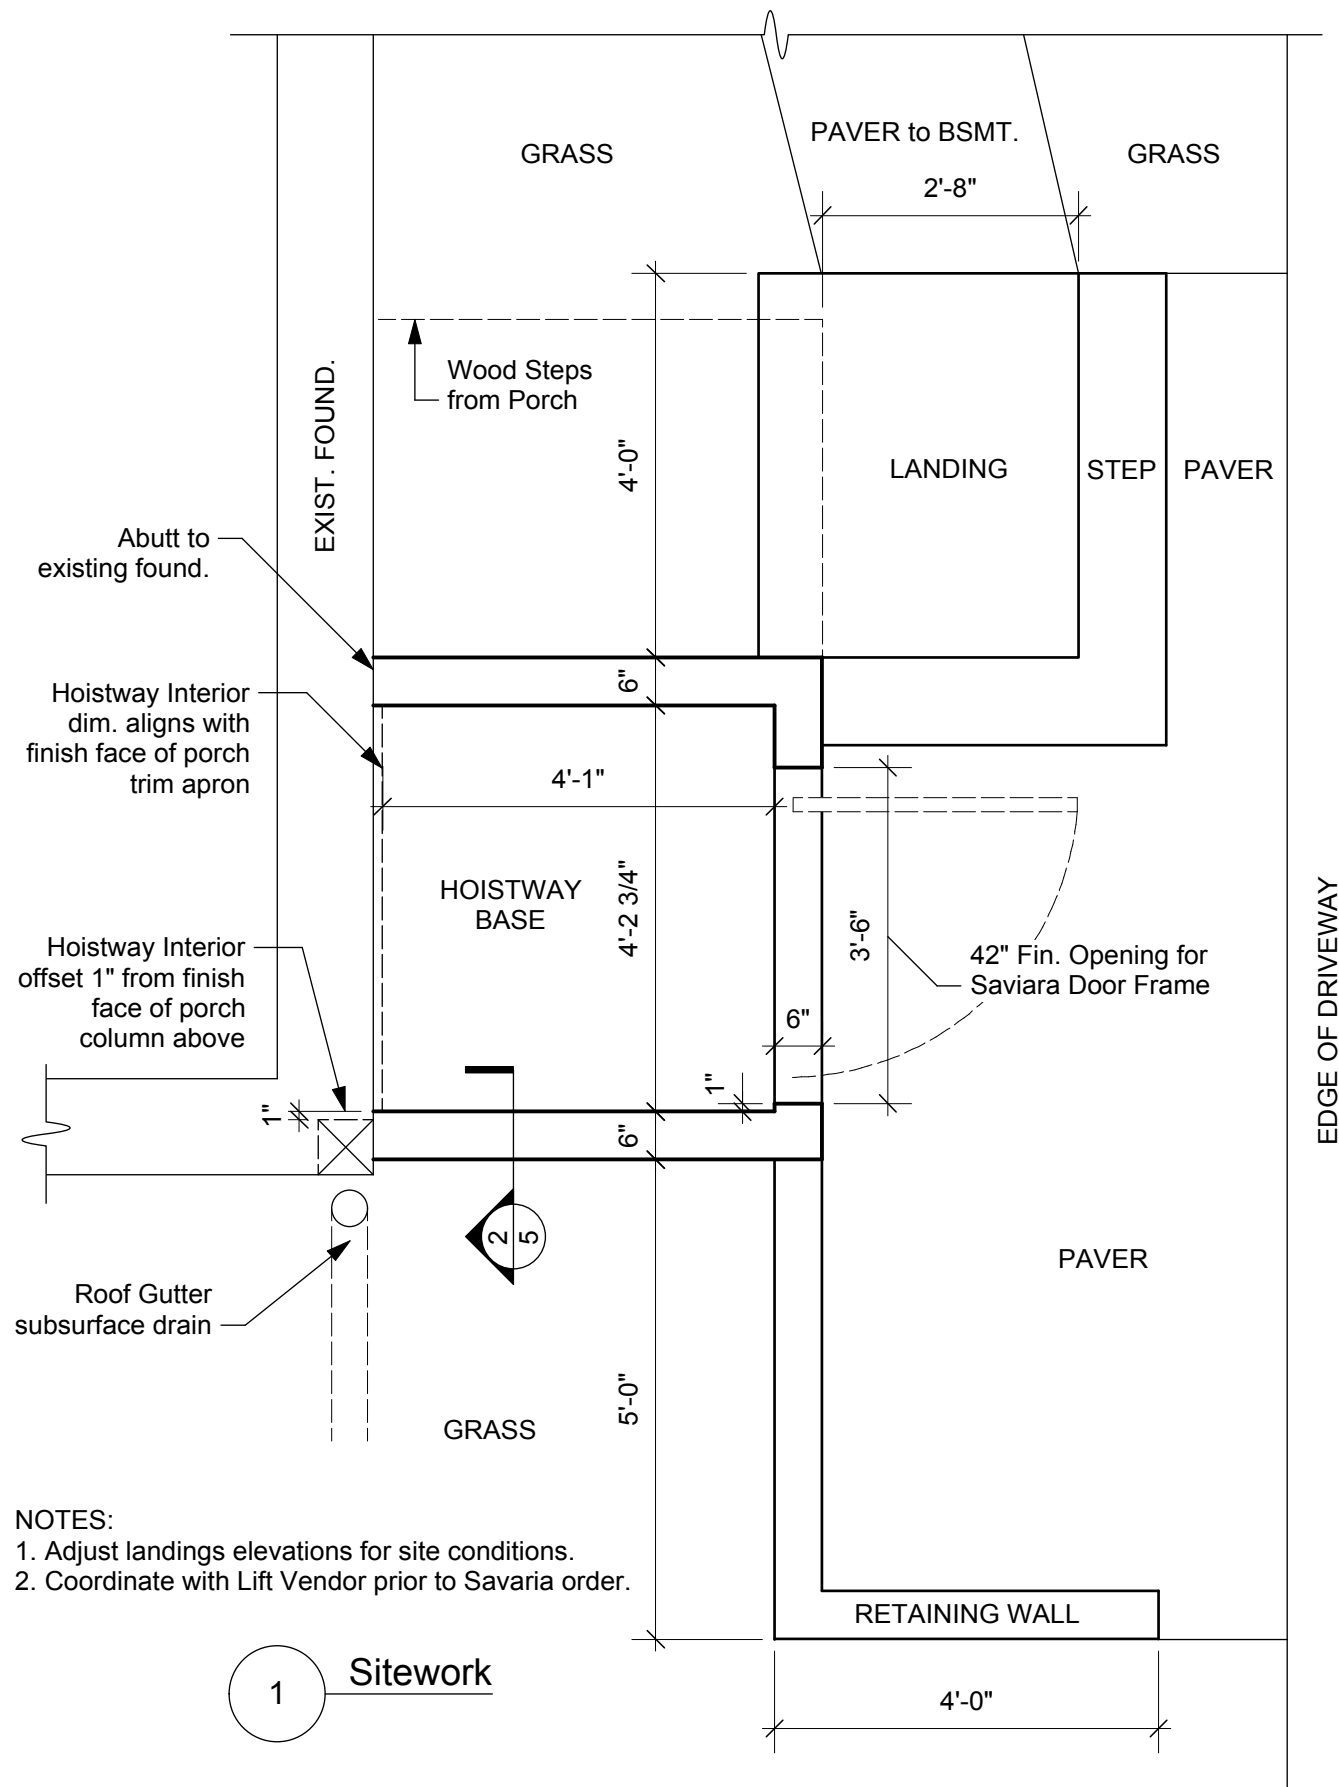 GRASS
PAVER to BSMT.
GRASS
2'-8"
EXIST. FOUND.
Wood Steps
from Porch
4'-0"
LANDING
STEP
PAVER
Abutt to
existing found.
6"
Hoistway Interior
dim. aligns with
finish face of porch
trim apron
4'-1"
HOISTWAY
BASE
4'-2 3/4"
3'-6"
42" Fin. Opening for
Saviara Door Frame
EDGE OF DRIVEWAY
Hoistway Interior
offset 1" from finish
face of porch
column above
6"
1"
1"
6"
2
5
PAVER
Roof Gutter
subsurface drain
5'-0"
GRASS
NOTES:
1. Adjust landings elevations for site conditions.
2. Coordinate with Lift Vendor prior to Savaria order.
RETAINING WALL
1
Sitework
4'-0"